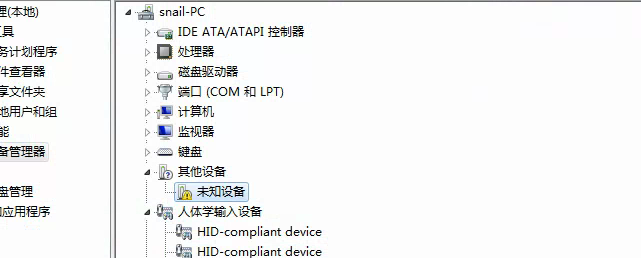 理(本地)
工具
务计划程序
件查看器
享文件夹
地用户和组
能
备管理器
盘管理
和应用程序
snail-PC
IDE ATA/ATAPI 控制器
处理器
磁盘驱动器
端口 (COM 和 LPT)
计算机
监视器
键盘
其他设备
未知设备
人体学输入设备
HID-compliant device
HID-compliant device